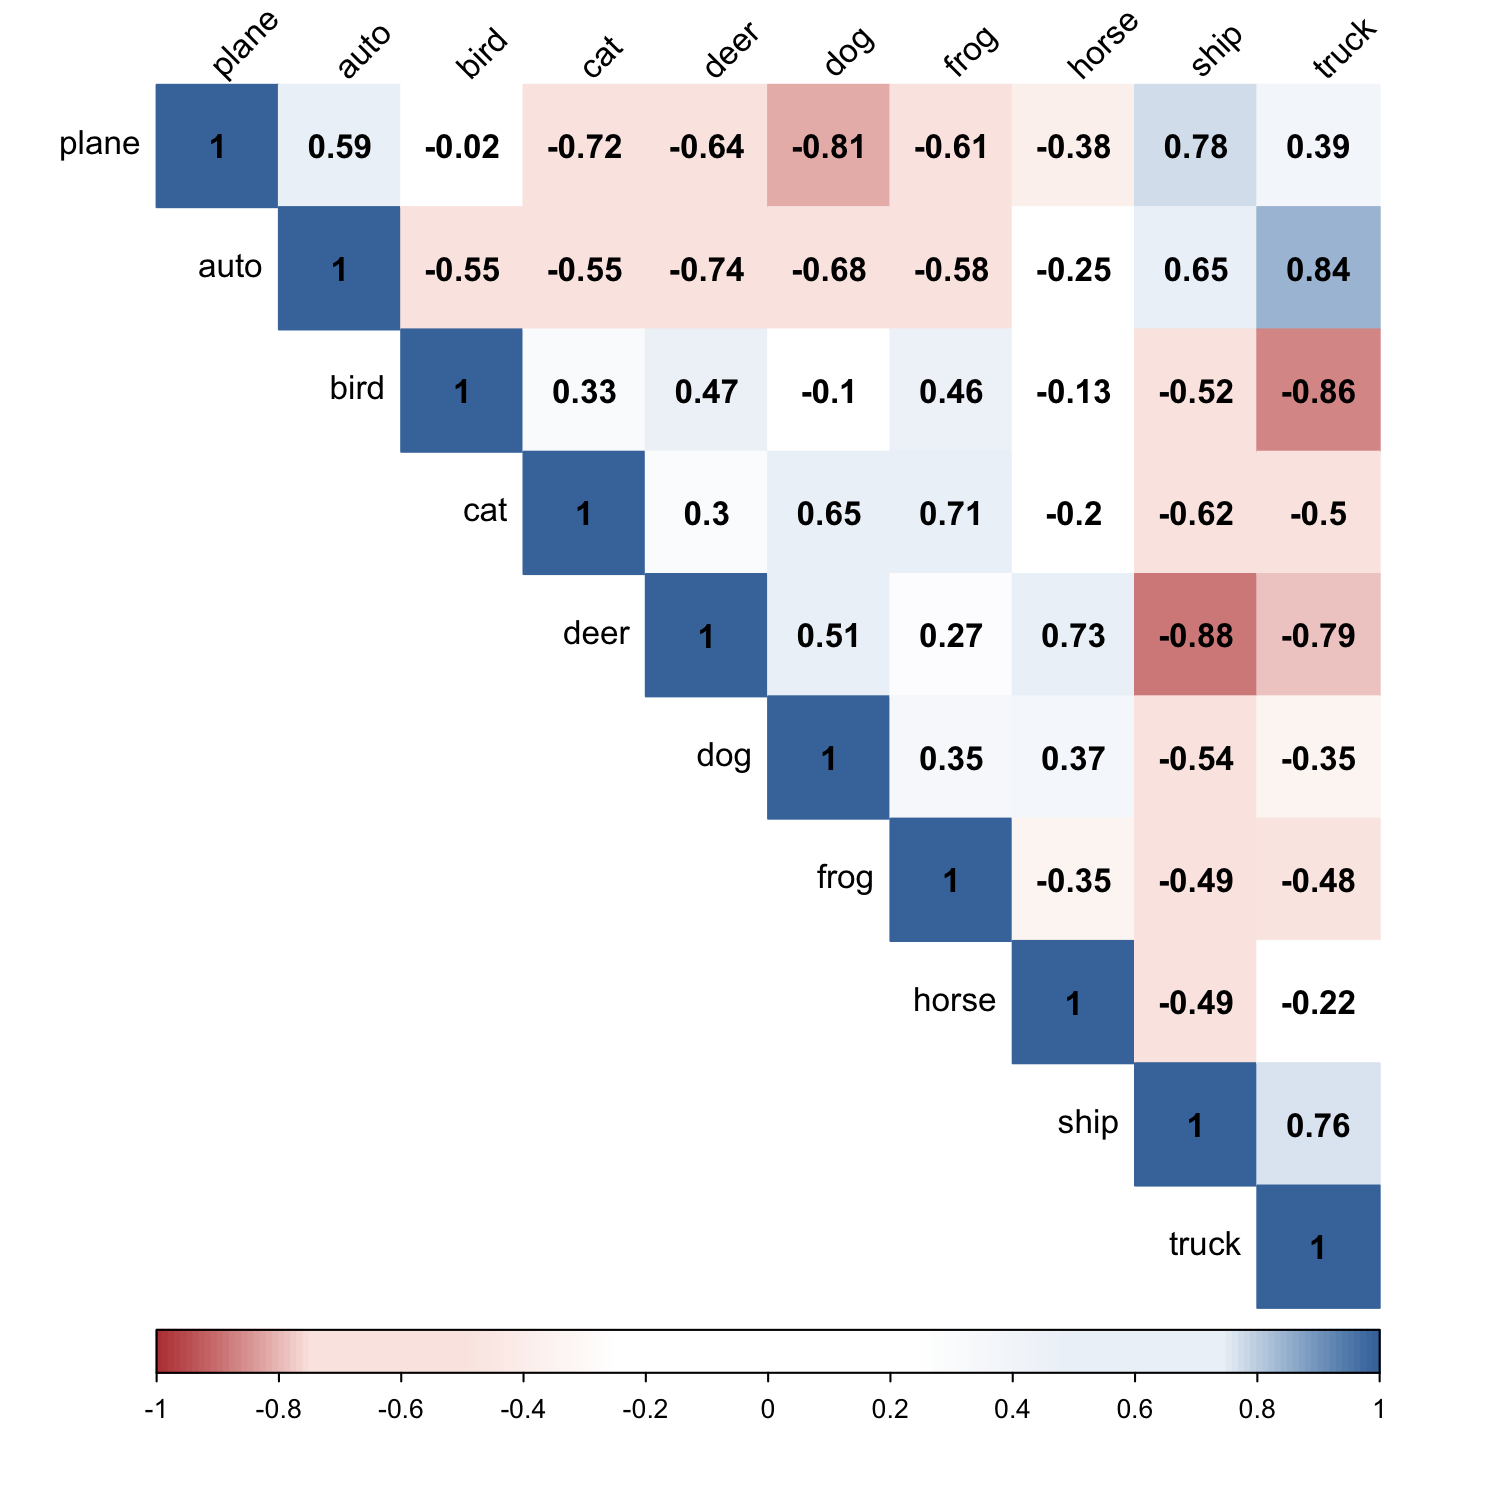 plane auto bird cat deer dog frog horse ship truck
plane 1 0.59 -0.02 -0.72 -0.64 -0.81 -0.61 -0.38 0.78 0.39
auto 1 -0.55 -0.55 -0.74 -0.68 -0.58 -0.25 0.65 0.84
bird 1 0.33 0.47 -0.1 0.46 -0.13 -0.52 -0.86
cat 1 0.3 0.65 0.71 -0.2 -0.62 -0.5
deer 1 0.51 0.27 0.73 -0.88 -0.79
dog 1 0.35 0.37 -0.54 -0.35
frog 1 -0.35 -0.49 -0.48
horse 1 -0.49 -0.22
ship 1 0.76
truck 1
-1 -0.8 -0.6 -0.4 -0.2 0 0.2 0.4 0.6 0.8 1